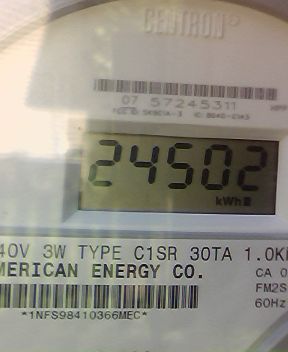 CENTRON®
07 57245311
24502
kWh
40V 3W TYPE C1SR 30TA 1.0K
MERICAN ENERGY CO.
CA 0
FM2S
60Hz
*1NFS98410366MEC*